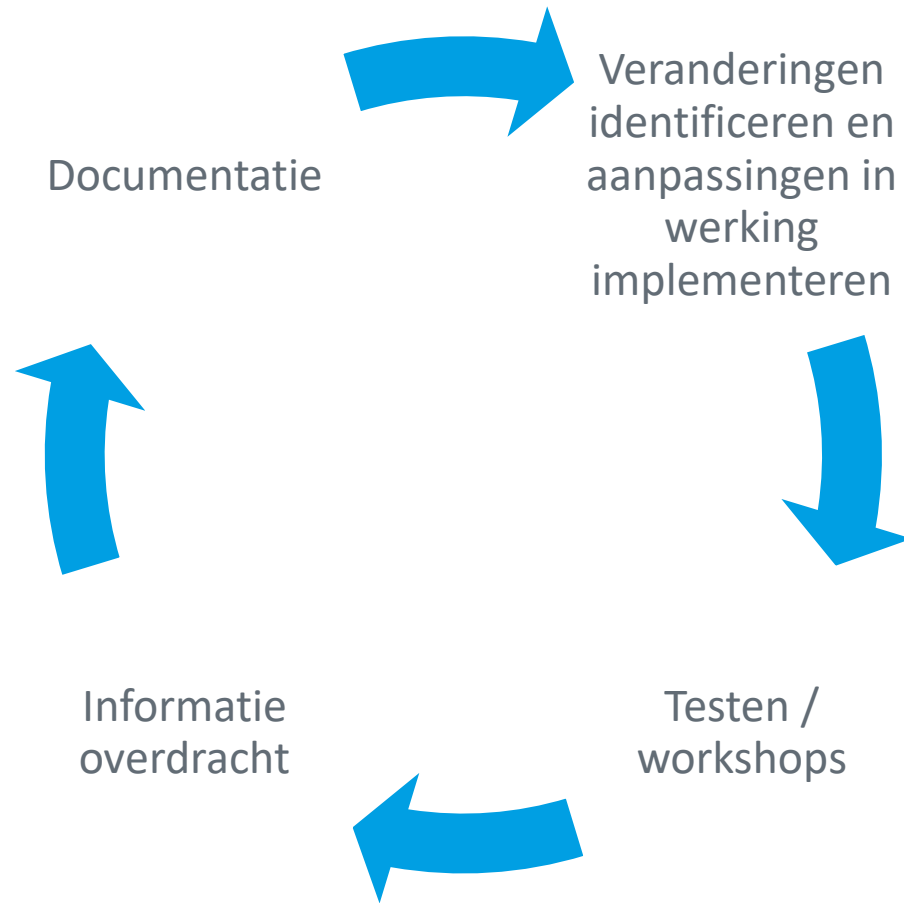 Documentatie
Veranderingen
identificeren en
aanpassingen in
werking
implementeren
Testen /
workshops
Informatie
overdracht